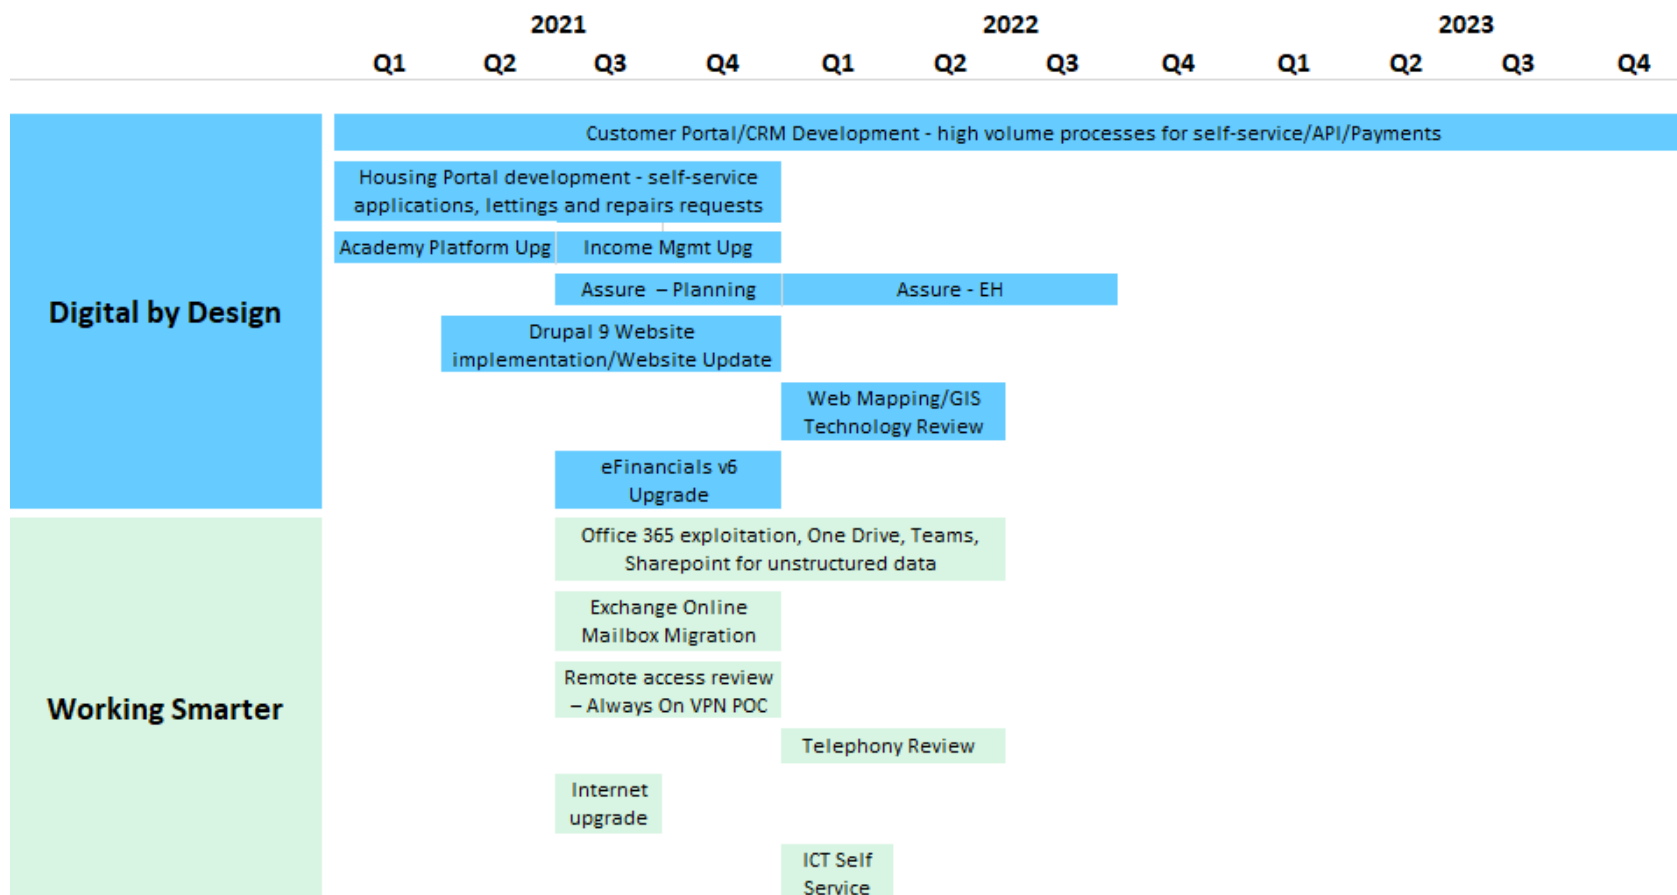 2021 2022 2023
Q1 Q2 Q3 Q4 Q1 Q2 Q3 Q4 Q1 Q2 Q3 Q4
Digital by Design
Customer Portal/CRM Development - high volume processes for self-service/API/Payments
Housing Portal development - self-service
applications, lettings and repairs requests
Academy Platform Upg
Income Mgmt Upg
Assure – Planning
Assure - EH
Drupal 9 Website
implementation/Website Update
Web Mapping/GIS
Technology Review
eFinancials v6
Upgrade
Working Smarter
Office 365 exploitation, One Drive, Teams,
Sharepoint for unstructured data
Exchange Online
Mailbox Migration
Remote access review
– Always On VPN POC
Telephony Review
Internet
upgrade
ICT Self
Service